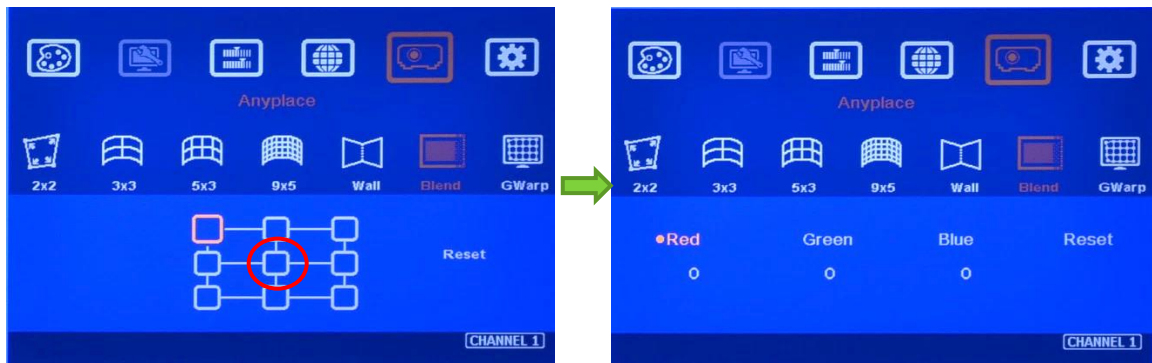 Anyplace
2x2 3x3 5x3 9x5 Wall Blend GWarp
Reset
CHANNEL 1
Anyplace
2x2 3x3 5x3 9x5 Wall Blend GWarp
Red Green Blue Reset
0 0 0
CHANNEL 1